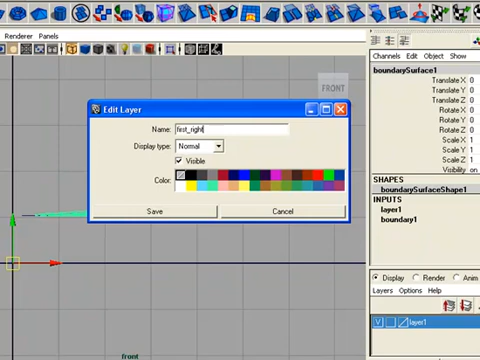 Renderer Panels
Channels Edit Object Show
boundarySurface1
Translate X 0
Translate Y 0
Translate Z 0
Rotate X 0
Rotate Y 0
Rotate Z 0
Scale X 1
Scale Y 1
Scale Z 1
Visibility on
SHAPES
boundarySurfaceShape1
INPUTS
layer1
boundary1
FRONT
Edit Layer
Name: first_right
Display type: Normal
Visible
Color:
Save Cancel
Display Render Anim
Layers Options Help
V layer1
front